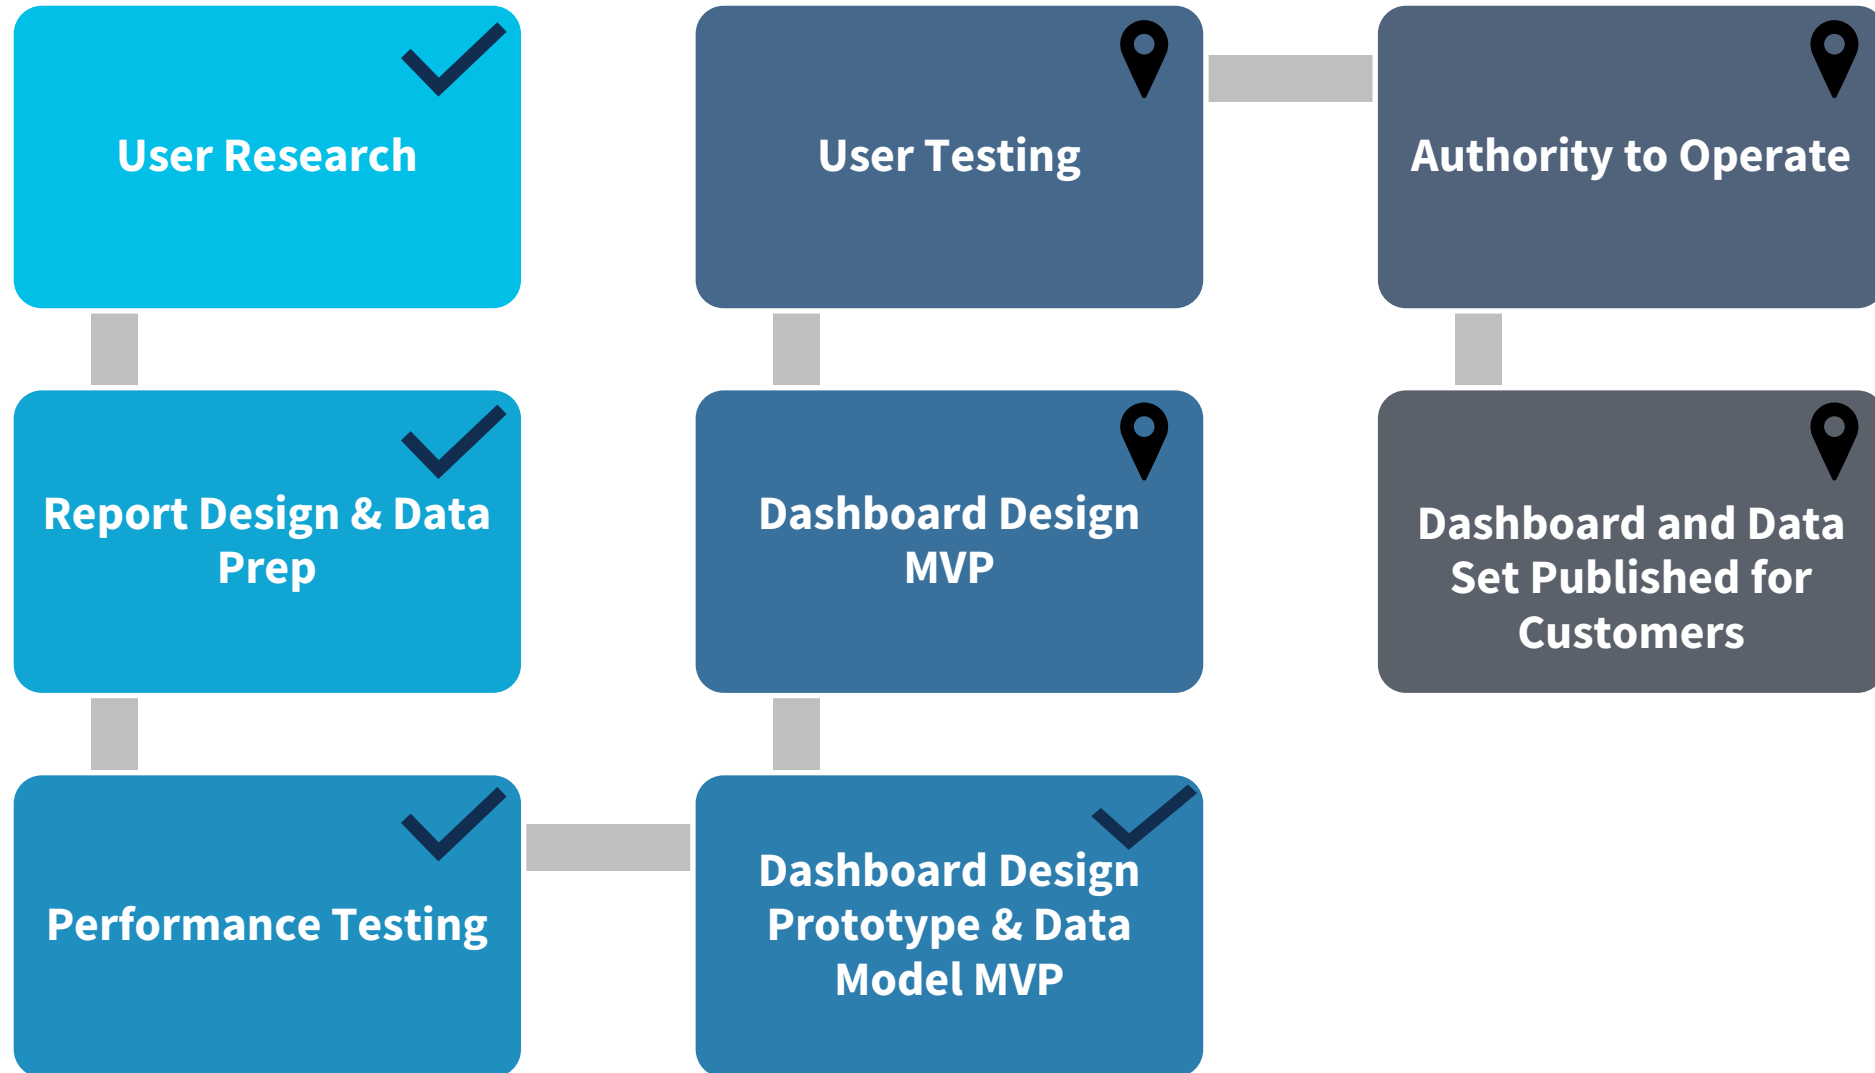 User Research
Report Design & Data
Prep
Performance Testing
Dashboard Design
Prototype & Data
Model MVP
Dashboard Design
MVP
User Testing
Authority to Operate
Dashboard and Data
Set Published for
Customers